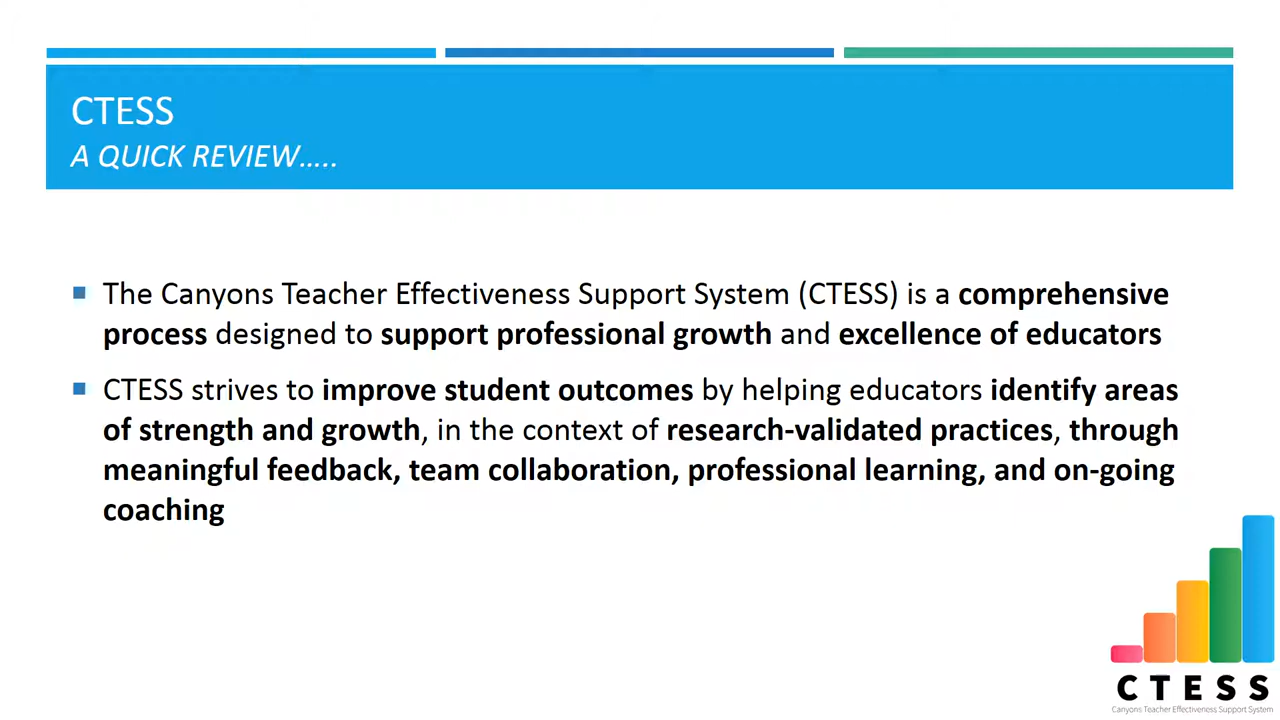 CTESS
A QUICK REVIEW…..
The Canyons Teacher Effectiveness Support System (CTESS) is a comprehensive
process designed to support professional growth and excellence of educators
CTESS strives to improve student outcomes by helping educators identify areas
of strength and growth, in the context of research-validated practices, through
meaningful feedback, team collaboration, professional learning, and on-going
coaching
CTESS
Canyons Teacher Effectiveness Support System